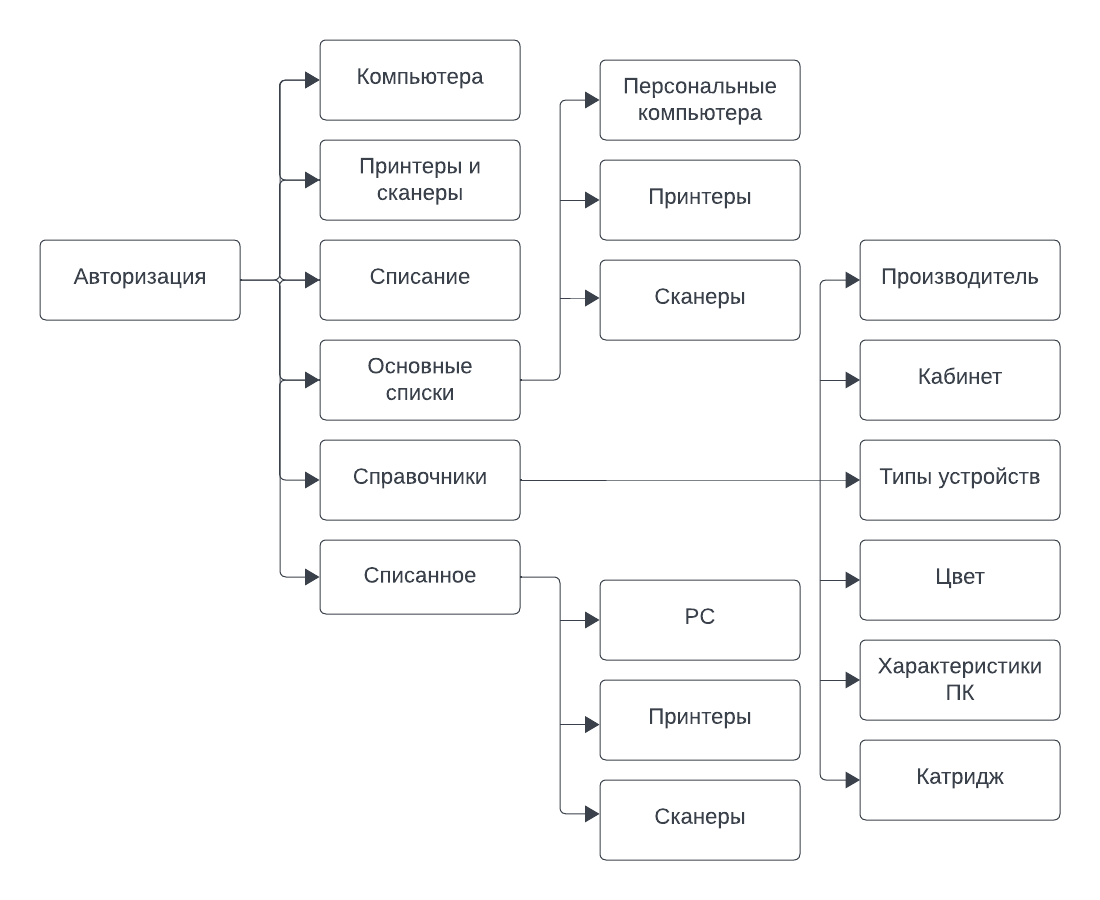 Авторизация
Компьютера
Принтеры и
сканеры
Списание
Основные
списки
Справочники
Списанное
Персональные
компьютера
Принтеры
Сканеры
PC
Принтеры
Сканеры
Производитель
Кабинет
Типы устройств
Цвет
Характеристики
ПК
Катридж